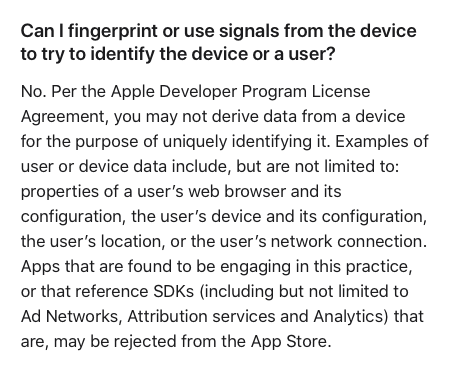 Can I fingerprint or use signals from the device
to try to identify the device or a user?
No. Per the Apple Developer Program License
Agreement, you may not derive data from a device
for the purpose of uniquely identifying it. Examples of
user or device data include, but are not limited to:
properties of a user’s web browser and its
configuration, the user’s device and its configuration,
the user’s location, or the user’s network connection.
Apps that are found to be engaging in this practice,
or that reference SDKs (including but not limited to
Ad Networks, Attribution services and Analytics) that
are, may be rejected from the App Store.